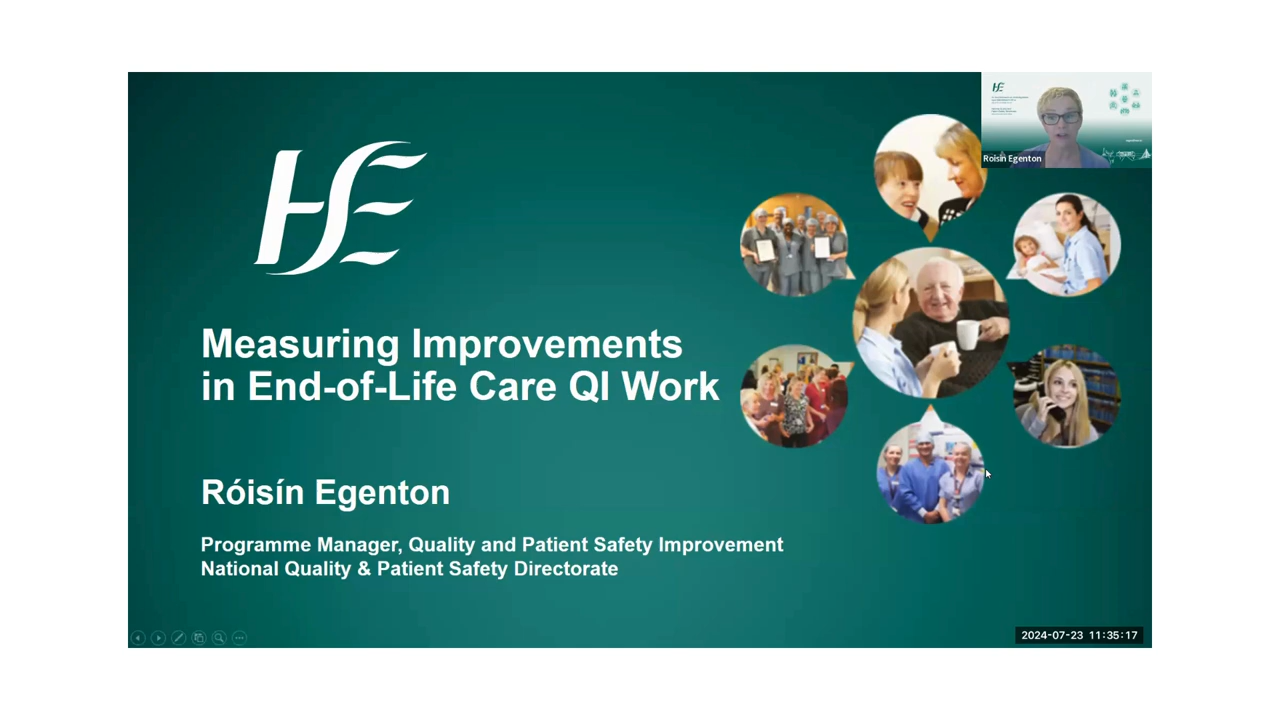 HSE
Measuring Improvements
in End-of-Life Care QI Work
Róisín Egenton
Programme Manager, Quality and Patient Safety Improvement
National Quality & Patient Safety Directorate
Roisin Egenton
2024-07-23 11:35:17